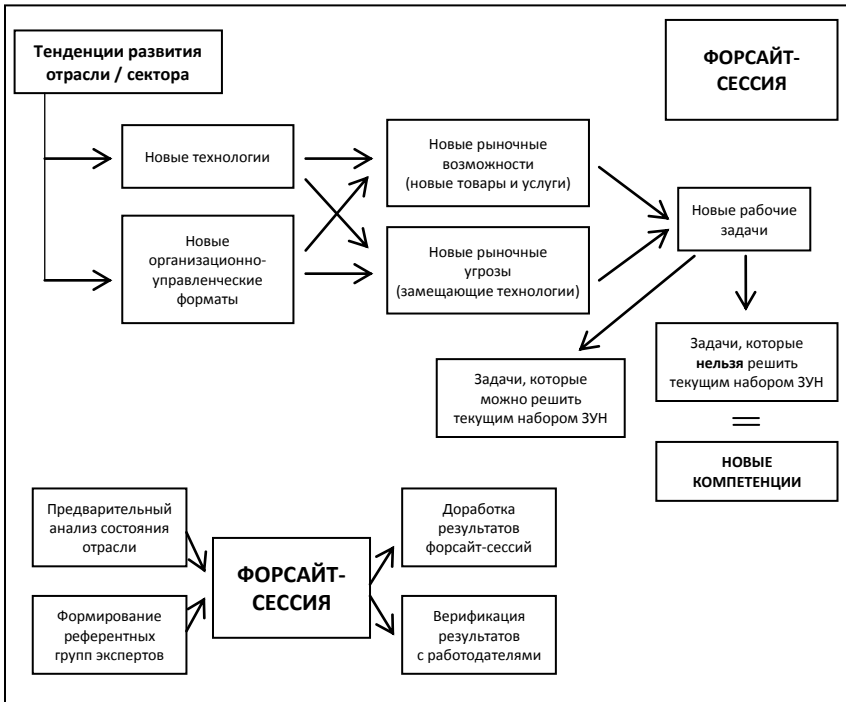 Тенденции развития
отрасли / сектора
ФОРСАЙТ-
СЕССИЯ
Новые технологии
Новые рыночные
возможности
(новые товары и услуги)
Новые рабочие
задачи
Новые
организационно-
управленческие
форматы
Новые рыночные
угрозы
(замещающие технологии)
Задачи, которые
можно решить
текущим набором ЗУН
Задачи, которые
нельзя решить
текущим набором ЗУН
=
НОВЫЕ
КОМПЕТЕНЦИИ
Предварительный
анализ состояния
отрасли
Формирование
референтных
групп экспертов
ФОРСАЙТ-
СЕССИЯ
Доработка
результатов
форсайт-сессий
Верификация
результатов
с работодателями